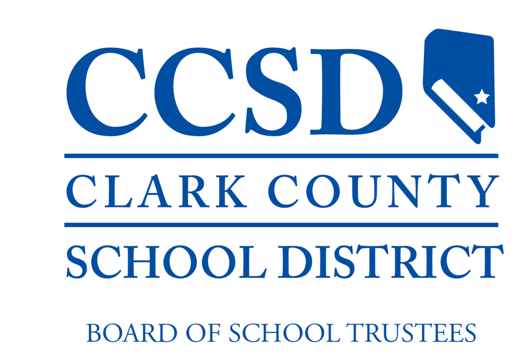 CCSD
CLARK COUNTY
SCHOOL DISTRICT
BOARD OF SCHOOL TRUSTEES